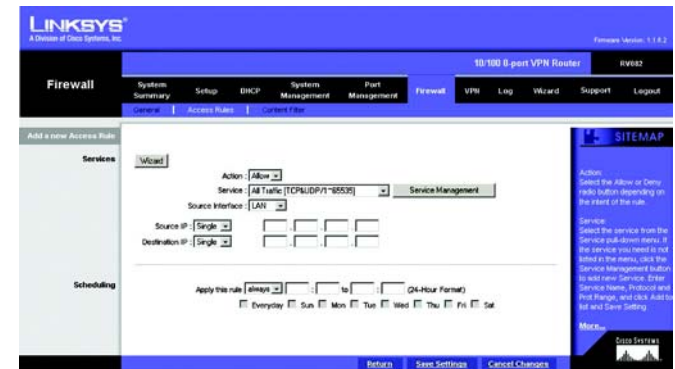 LINKSYS®
A Division of Cisco Systems, Inc.
Firmware Version: 1.1.6.2
10/100 8-port VPN Router
RV082
Firewall
System Summary
Setup
DHCP
System Management
Port Management
Firewall
VPN
Log
Wizard
Support
Logout
General | Access Rules | Content Filter
Add a new Access Rule
SITEMAP
Services
Wizard
Action : Allow
Service : All Traffic [TCP&UDP/1~65535] Service Management
Source Interface : LAN
Source IP : Single
Destination IP : Single
Scheduling
Apply this rule always : to : (24-Hour Format)
Everyday Sun Mon Tue Wed Thu Fri Sat
Action
Select the Allow or Deny
radio button depending on
the intent of the rule.
Service
Select the service from the
Service pull-down menu. It
the service you need is not
listed in the menu, click the
Service Management button
to add new Service. Enter
Service Name, Protocol and
Prot Range, and click Add to
list and Save Setting.
More...
Return
Save Settings
Cancel Changes
CISCO SYSTEMS